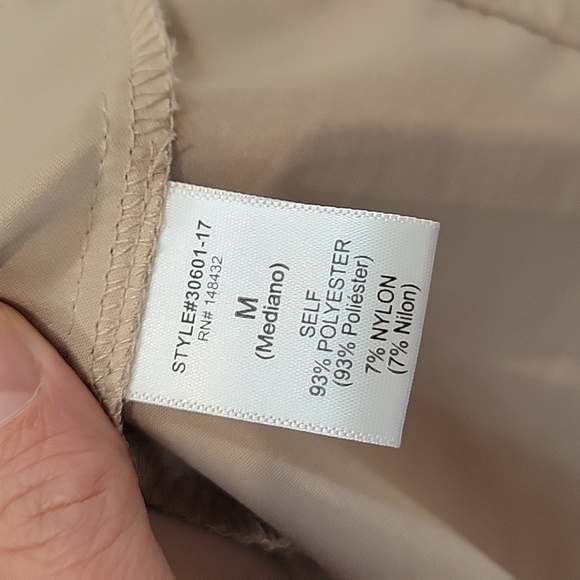 STYLE#30601-17
RN# 148432
M
(Mediano)
SELF
93% POLYESTER
(93% Poliéster)
7% NYLON
(7% Nilon)